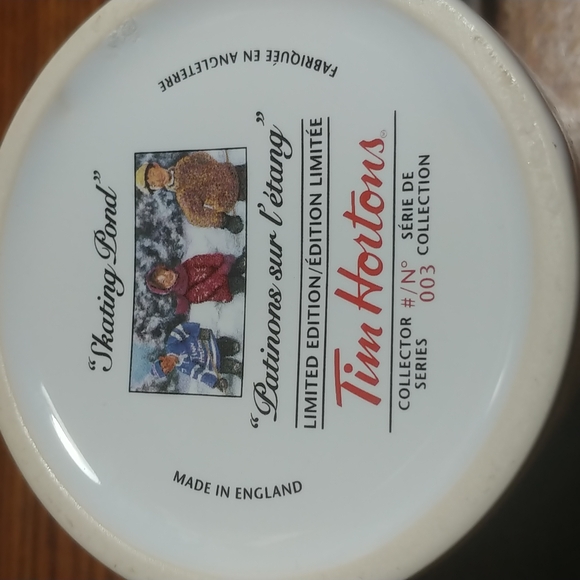 FABRIQUÉE EN ANGLETERRE
"Skating Pond"
"Patinons sur l'étang"
LIMITED EDITION/ÉDITION LIMITÉE
Tim Hortons®
COLLECTOR #/N° SÉRIE DE
SERIES 003 COLLECTION
MADE IN ENGLAND